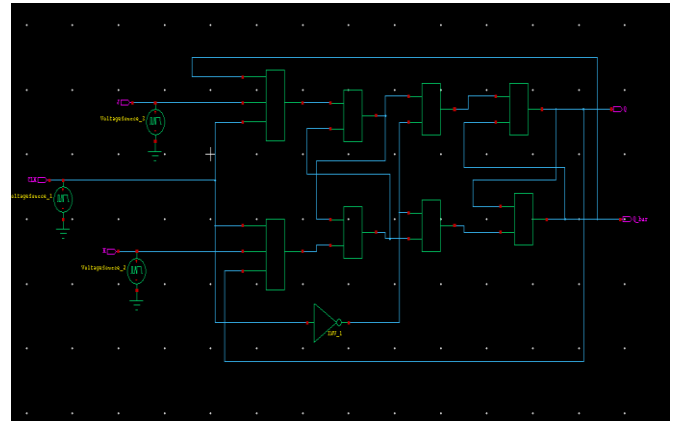 VoltageSource_3
CLK
VoltageSource_1
VoltageSource_2
Q_bar
INV_1